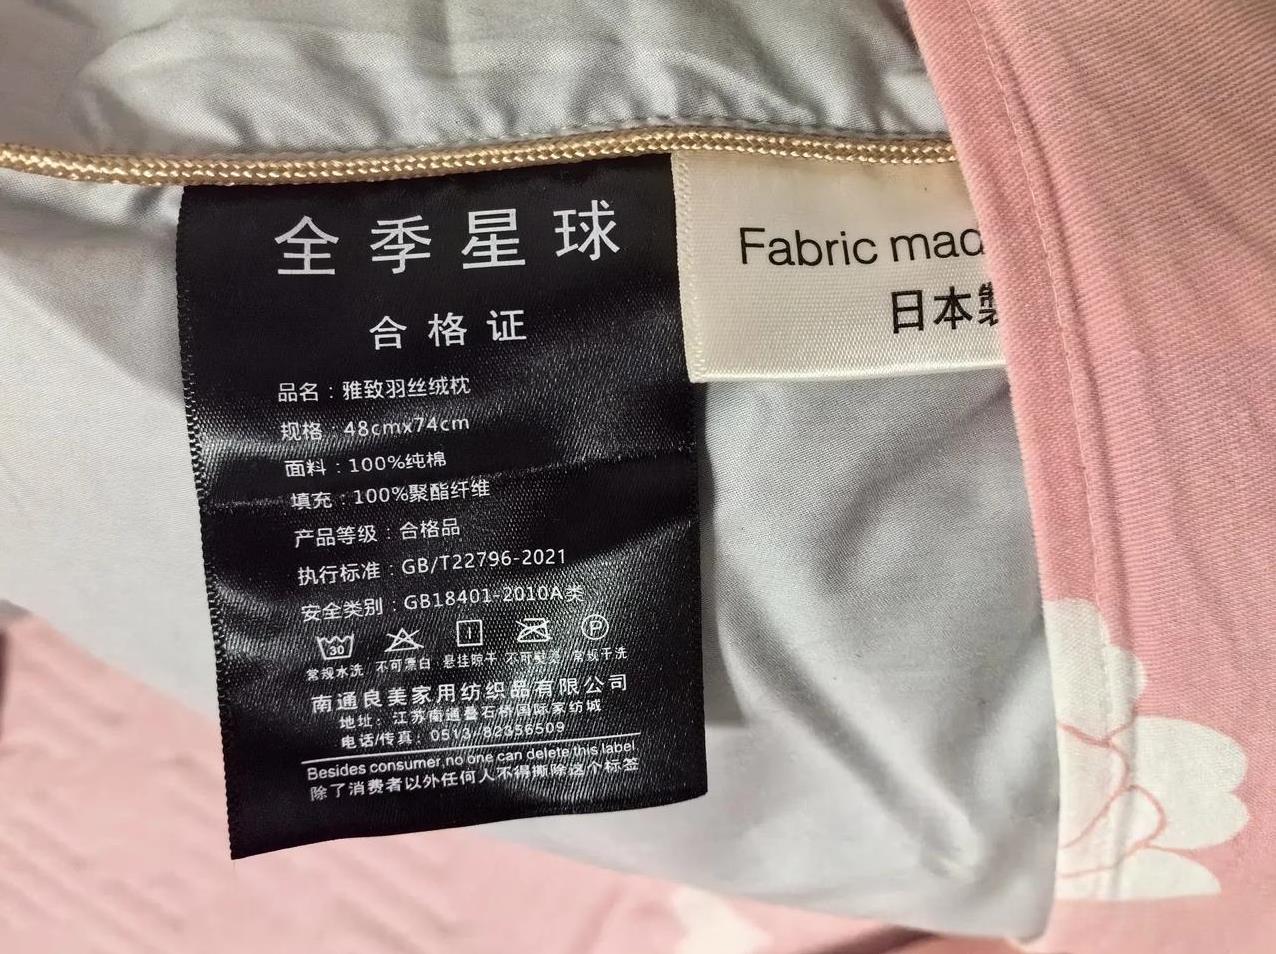 全季星球
合格证
品名：雅致羽丝绒枕
规格：48cmx74cm
面料：100%纯棉
填充：100%聚酯纤维
产品等级：合格品
执行标准：GB/T22796-2021
安全类别：GB18401-2010A类
30 P
常规水洗 不可漂白 悬挂晾干 不可熨烫 常规干洗
南通良美家用纺织品有限公司
地址：江苏南通叠石桥国际家纺城
电话/传真：0513-82356509
Besides consumer,no one can delete this label
除了消费者以外任何人不得撕除这个标签
Fabric mad
日本製